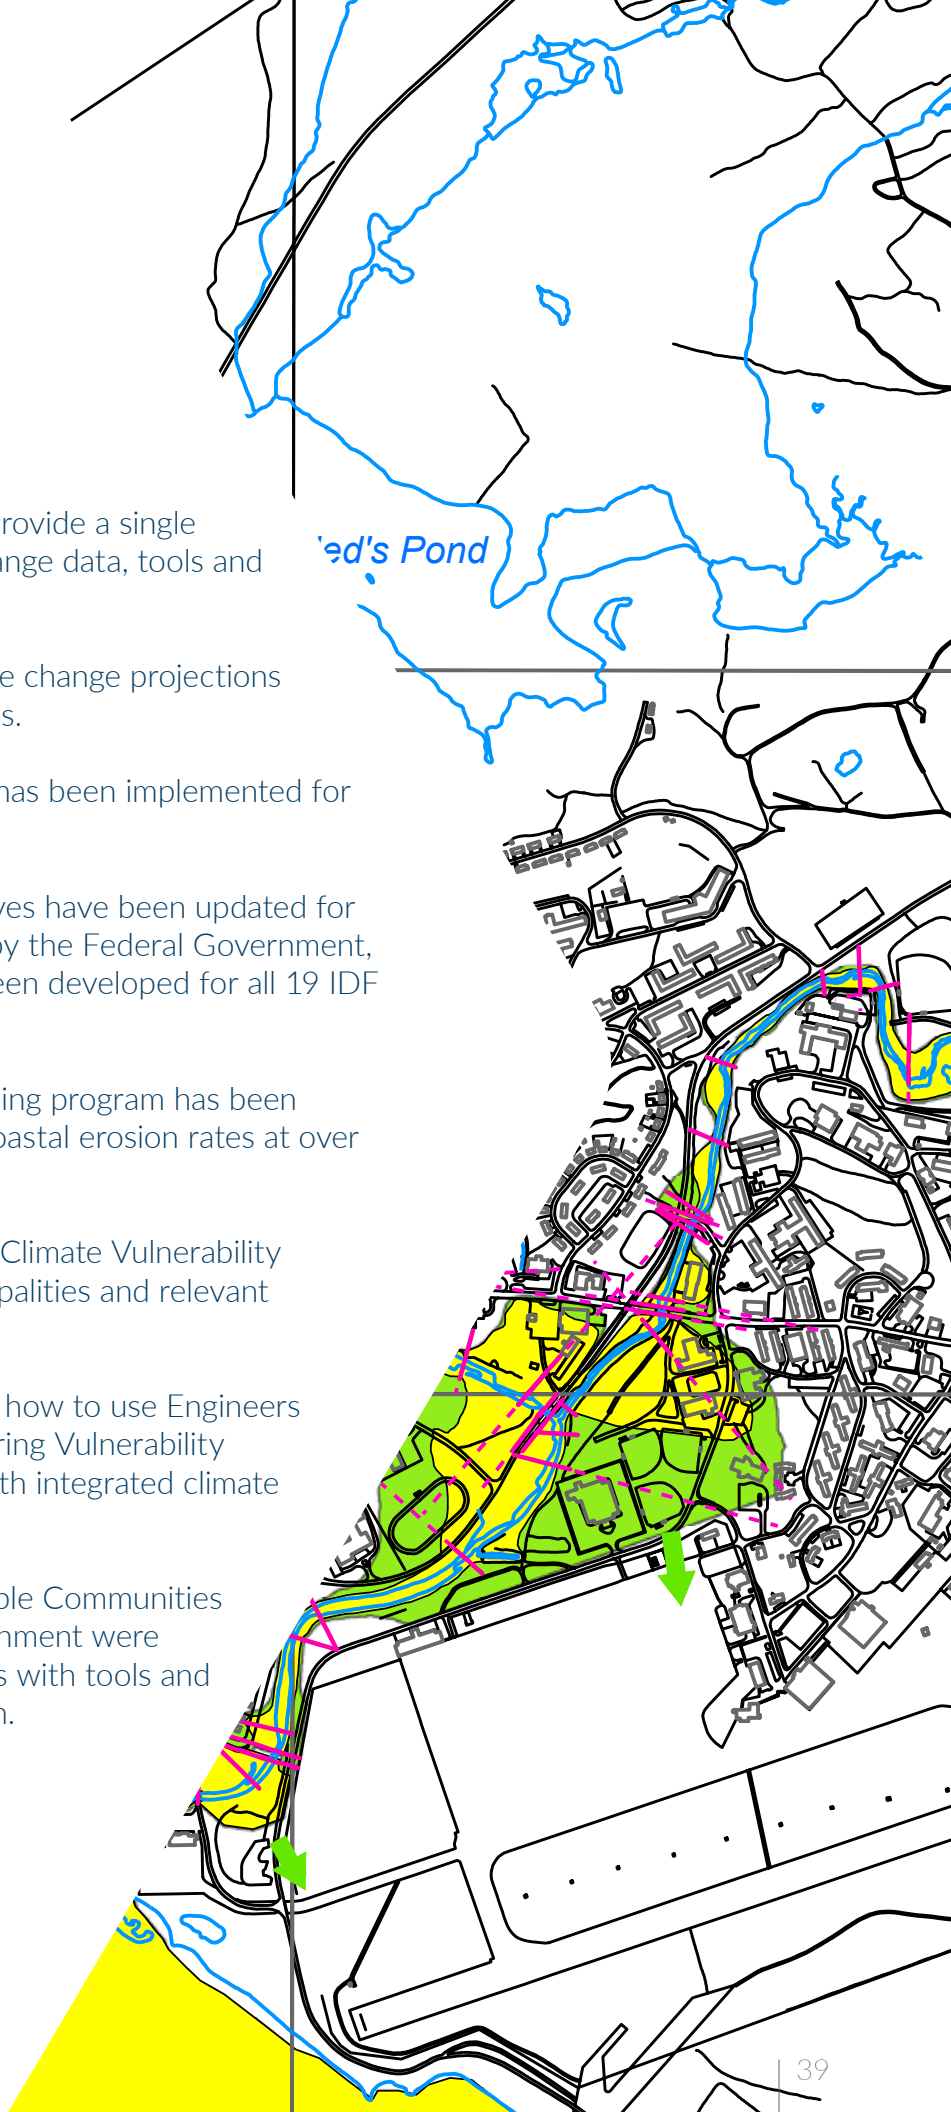 rovide a single
ange data, tools and
'ed's Pond
e change projections
s.
has been implemented for
ves have been updated for
by the Federal Government,
een developed for all 19 IDF
ing program has been
oastal erosion rates at over
Climate Vulnerability
palities and relevant
how to use Engineers
ring Vulnerability
th integrated climate
ble Communities
nment were
s with tools and
n.
39